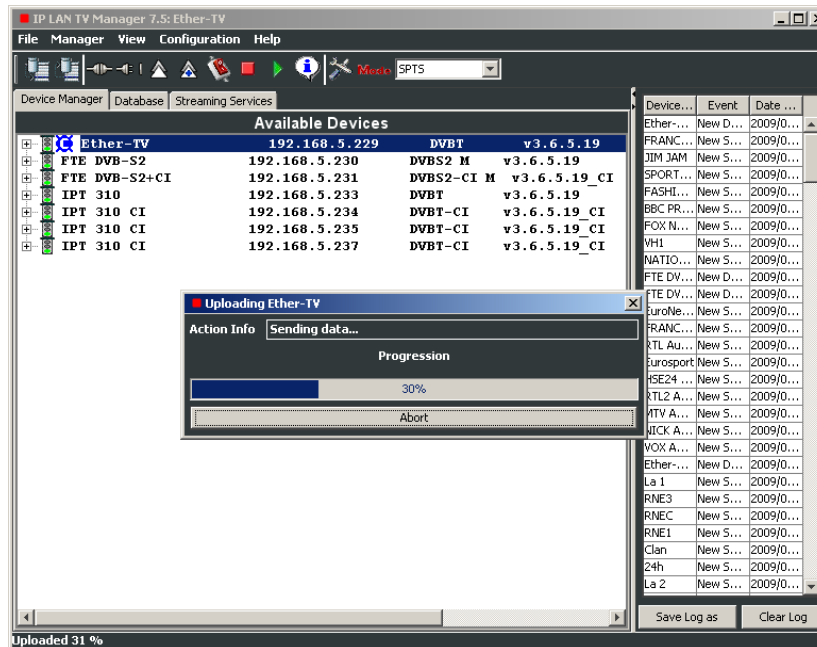 IP LAN TV Manager 7.5: Ether-TV
File Manager View Configuration Help
Mode SPTS
Device Manager Database Streaming Services
Available Devices
Ether-TV 192.168.5.229 DVBT v3.6.5.19
FTE DVB-S2 192.168.5.230 DVBS2 M v3.6.5.19
FTE DVB-S2+CI 192.168.5.231 DVBS2-CI M v3.6.5.19_CI
IPT 310 192.168.5.233 DVBT v3.6.5.19
IPT 310 CI 192.168.5.234 DVBT-CI v3.6.5.19_CI
IPT 310 CI 192.168.5.235 DVBT-CI v3.6.5.19_CI
IPT 310 CI 192.168.5.237 DVBT-CI v3.6.5.19_CI
Uploading Ether-TV
Action Info Sending data...
Progression
30%
Abort
Device... Event Date ...
Ether-... New D... 2009/0...
FRANC... New S... 2009/0...
JIM JAM New S... 2009/0...
SPORT... New S... 2009/0...
FASHI... New S... 2009/0...
BBC PR... New S... 2009/0...
FOX N... New S... 2009/0...
VH1 New S... 2009/0...
NATIO... New S... 2009/0...
FTE DV... New D... 2009/0...
FTE DV... New D... 2009/0...
EuroNe... New S... 2009/0...
FRANC... New S... 2009/0...
RTL Au... New S... 2009/0...
Eurosport New S... 2009/0...
HSE24 ... New S... 2009/0...
RTL2 A... New S... 2009/0...
MTV A... New S... 2009/0...
NICK A... New S... 2009/0...
VOX A... New S... 2009/0...
Ether-... New D... 2009/0...
La 1 New S... 2009/0...
RNE3 New S... 2009/0...
RNEC New S... 2009/0...
RNE1 New S... 2009/0...
Clan New S... 2009/0...
24h New S... 2009/0...
La 2 New S... 2009/0...
Save Log as Clear Log
Uploaded 31 %